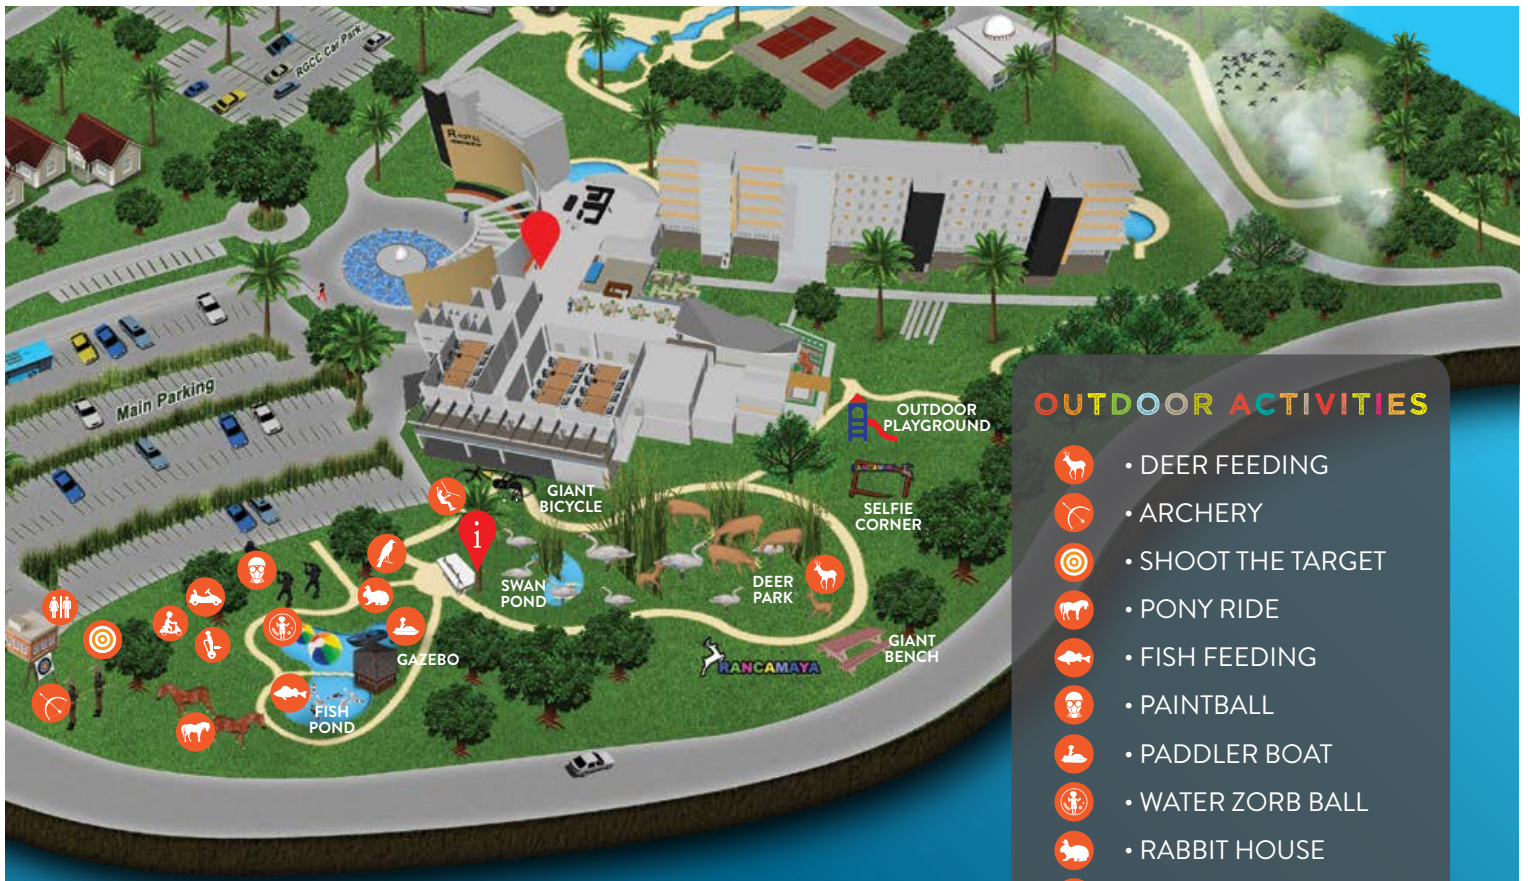 RGCC Car Park
R HOTEL
Main Parking
OUTDOOR
PLAYGROUND
GIANT
BICYCLE
SELFIE
CORNER
i
SWAN
POND
DEER
PARK
GAZEBO
GIANT
BENCH
RANCAMAYA
FISH
POND
OUTDOOR ACTIVITIES
• DEER FEEDING
• ARCHERY
• SHOOT THE TARGET
• PONY RIDE
• FISH FEEDING
• PAINTBALL
• PADDLER BOAT
• WATER ZORB BALL
• RABBIT HOUSE